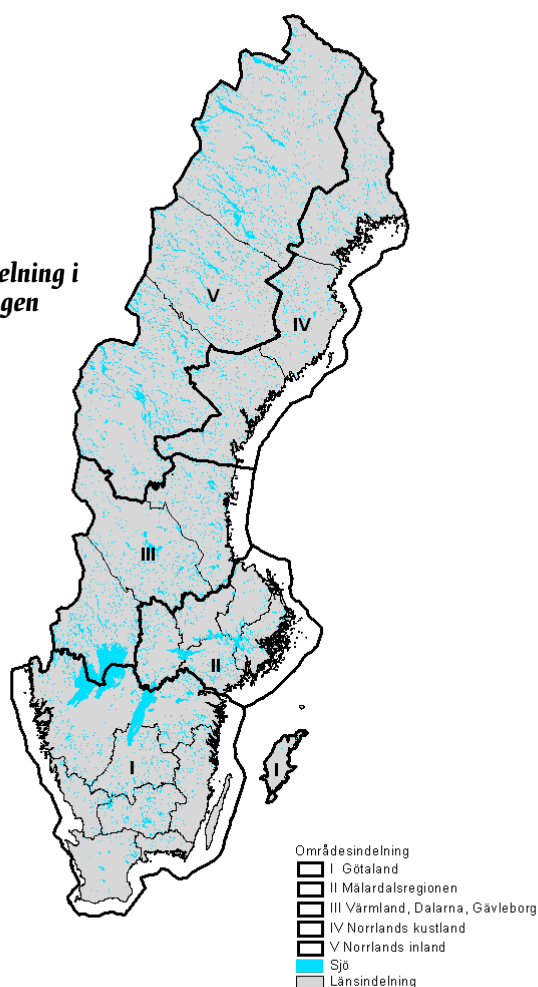 elning i
gen
V
IV
III
II
I
I
Områdesindelning
I Götaland
II Mälardalsregionen
III Värmland, Dalarna, Gävleborg
IV Norrlands kustland
V Norrlands inland
Sjö
Länsindelning